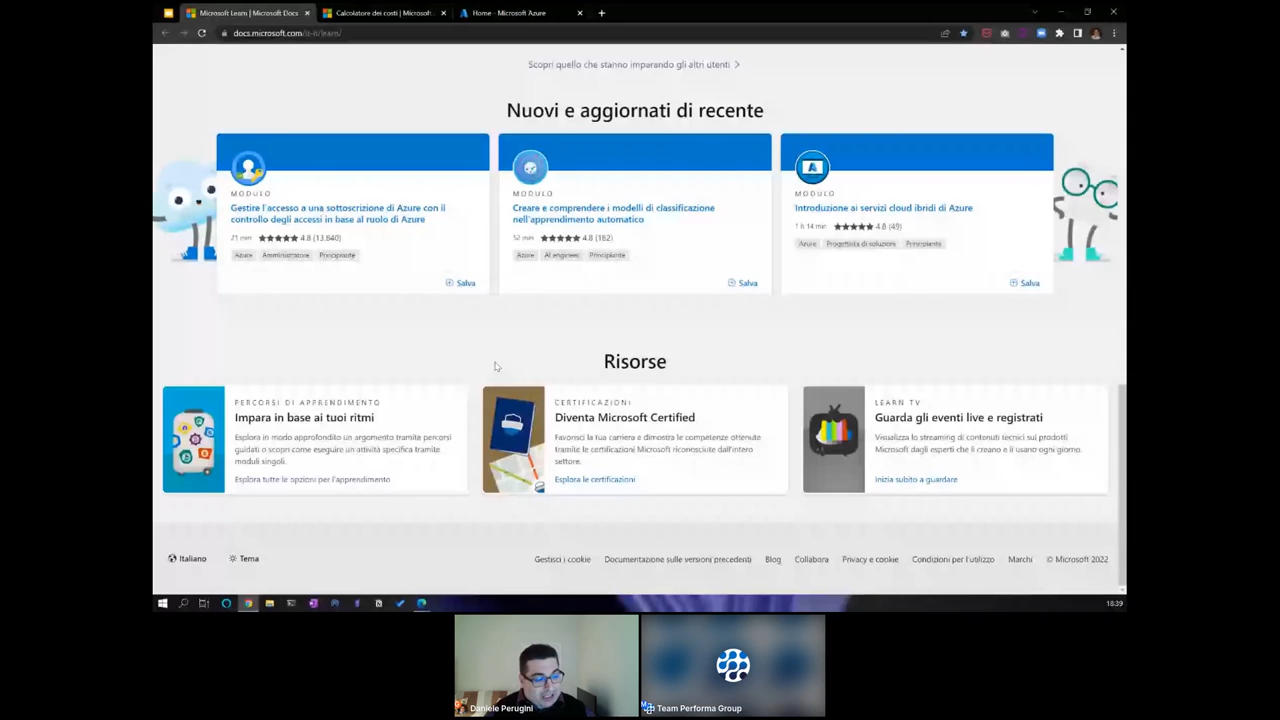 Microsoft Learn | Microsoft Docs
Calcolatore dei costi | Microsoft
Home - Microsoft Azure
docs.microsoft.com/it-it/learn/
Scopri quello che stanno imparando gli altri utenti
Nuovi e aggiornati di recente
MODULO
Gestire l'accesso a una sottoscrizione di Azure con il
controllo degli accessi in base al ruolo di Azure
21 min 4.8 (13,840)
Azure Amministratore Principiante
Salva
MODULO
Creare e comprendere i modelli di classificazione
nell'apprendimento automatico
52 min 4.8 (182)
Azure AI engineer Principiante
Salva
MODULO
Introduzione ai servizi cloud ibridi di Azure
1 h 14 min 4.8 (49)
Azure Progettista di soluzioni Principiante
Salva
Risorse
PERCORSI DI APPRENDIMENTO
Impara in base ai tuoi ritmi
Esplora in modo approfondito un argomento tramite percorsi
guidati o scopri come eseguire un'attività specifica tramite
moduli singoli.
Esplora tutte le opzioni per l'apprendimento
CERTIFICAZIONI
Diventa Microsoft Certified
Favorisci la tua carriera e dimostra le competenze ottenute
tramite le certificazioni Microsoft riconosciute dall'intero
settore.
Esplora le certificazioni
LEARN TV
Guarda gli eventi live e registrati
Visualizza lo streaming di contenuti tecnici sui prodotti
Microsoft dagli esperti che li creano e li usano ogni giorno.
Inizia subito a guardare
Italiano Tema Gestisci i cookie Documentazione sulle versioni precedenti Blog Collabora Privacy e cookie Condizioni per l'utilizzo Marchi © Microsoft 2022
18:39
Daniele Perugini
Team Performa Group